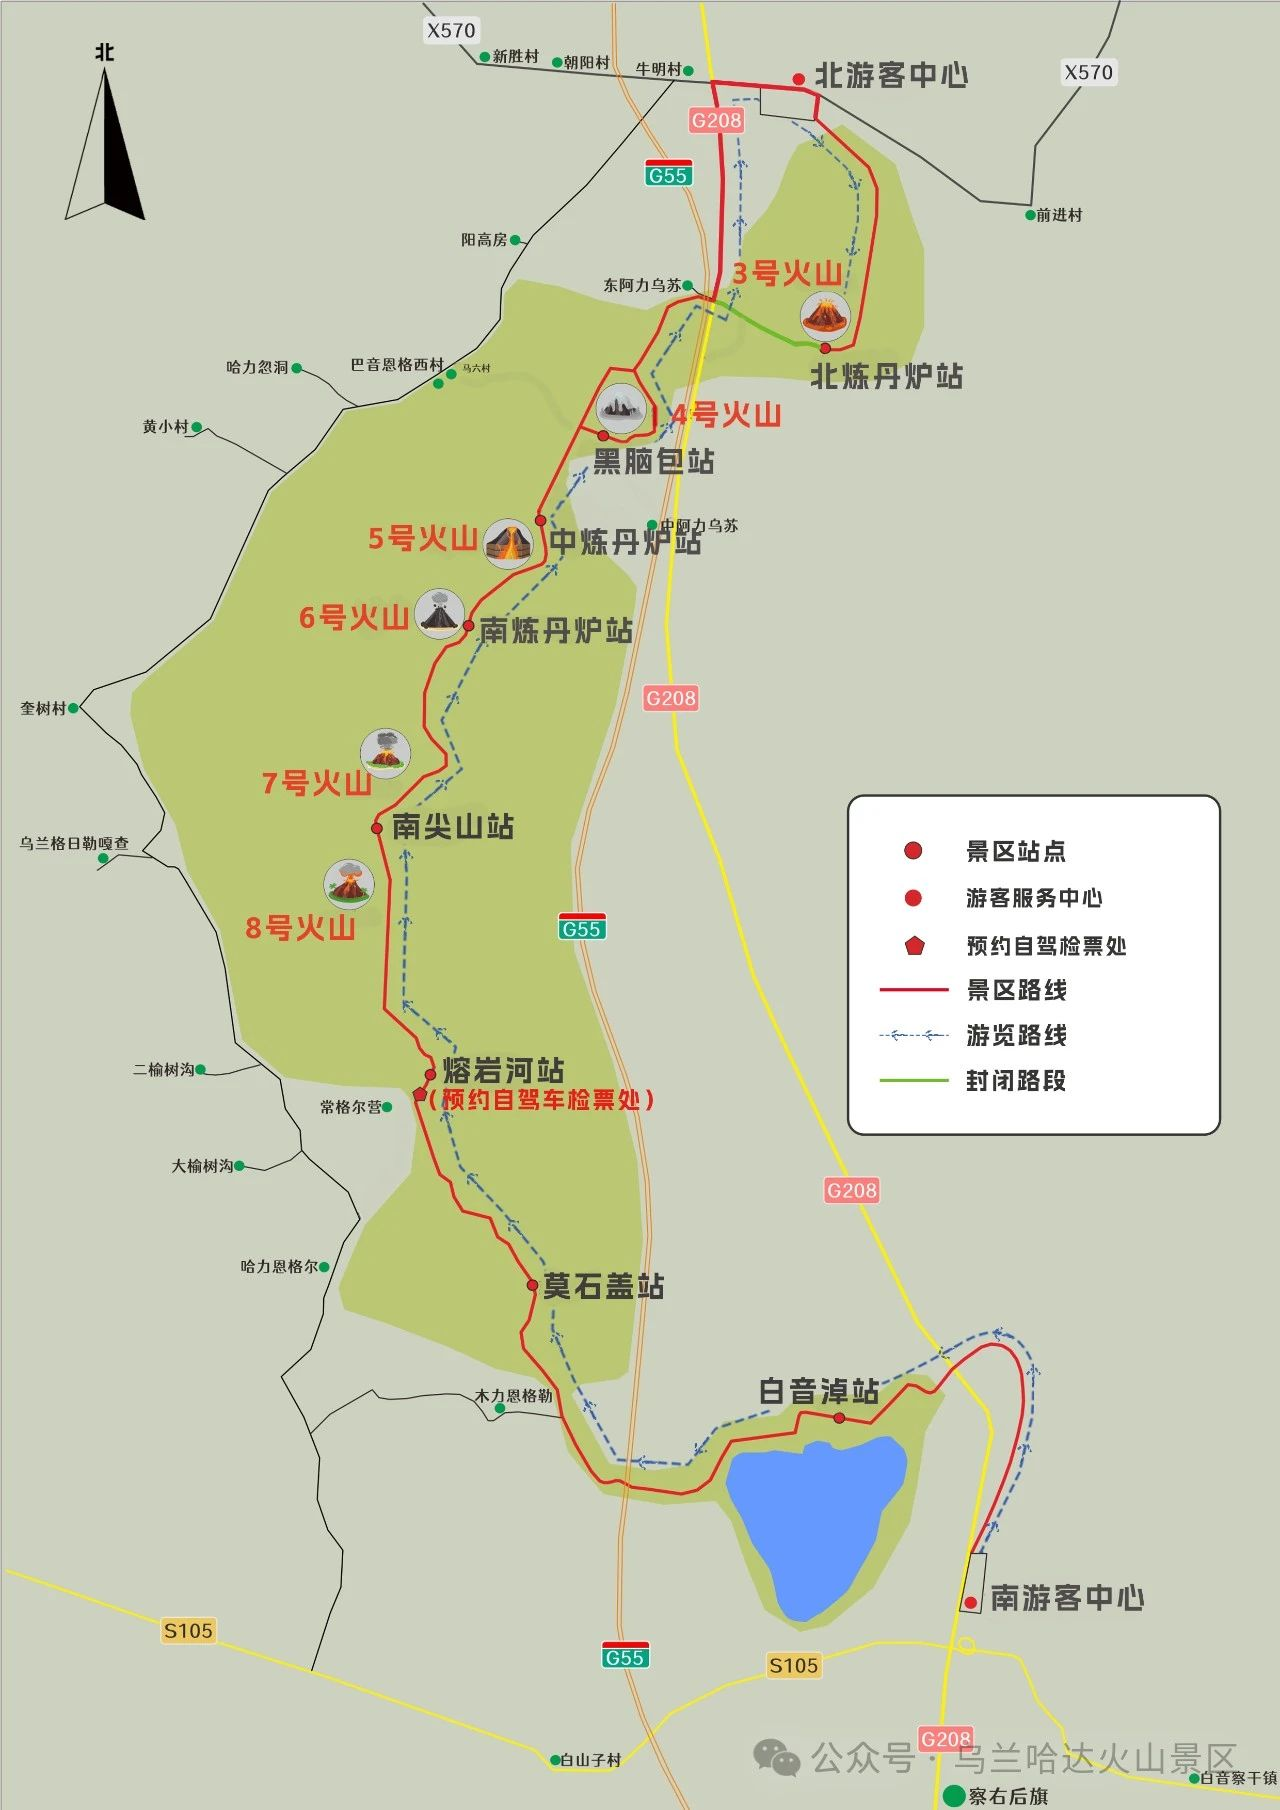 X570
北
新胜村
朝阳村
牛明村
北游客中心
X570
G208
G55
前进村
阳高房
3号火山
东阿力乌苏
哈力忽洞
巴音恩格西村
马六村
北炼丹炉站
4号火山
黄小村
黑脑包站
中阿力乌苏
5号火山
中炼丹炉站
6号火山
南炼丹炉站
G208
奎树村
7号火山
南尖山站
乌兰格日勒嘎查
8号火山
G55
景区站点
游客服务中心
预约自驾检票处
景区路线
游览路线
封闭路段
二榆树沟
熔岩河站
(预约自驾车检票处)
常格尔营
大榆树沟
G208
哈力恩格尔
莫石盖站
木力恩格勒
白音淖站
南游客中心
S105
G55
S105
G208
公众号·乌兰哈达火山景区
白山子村
白音察干镇
察右后旗